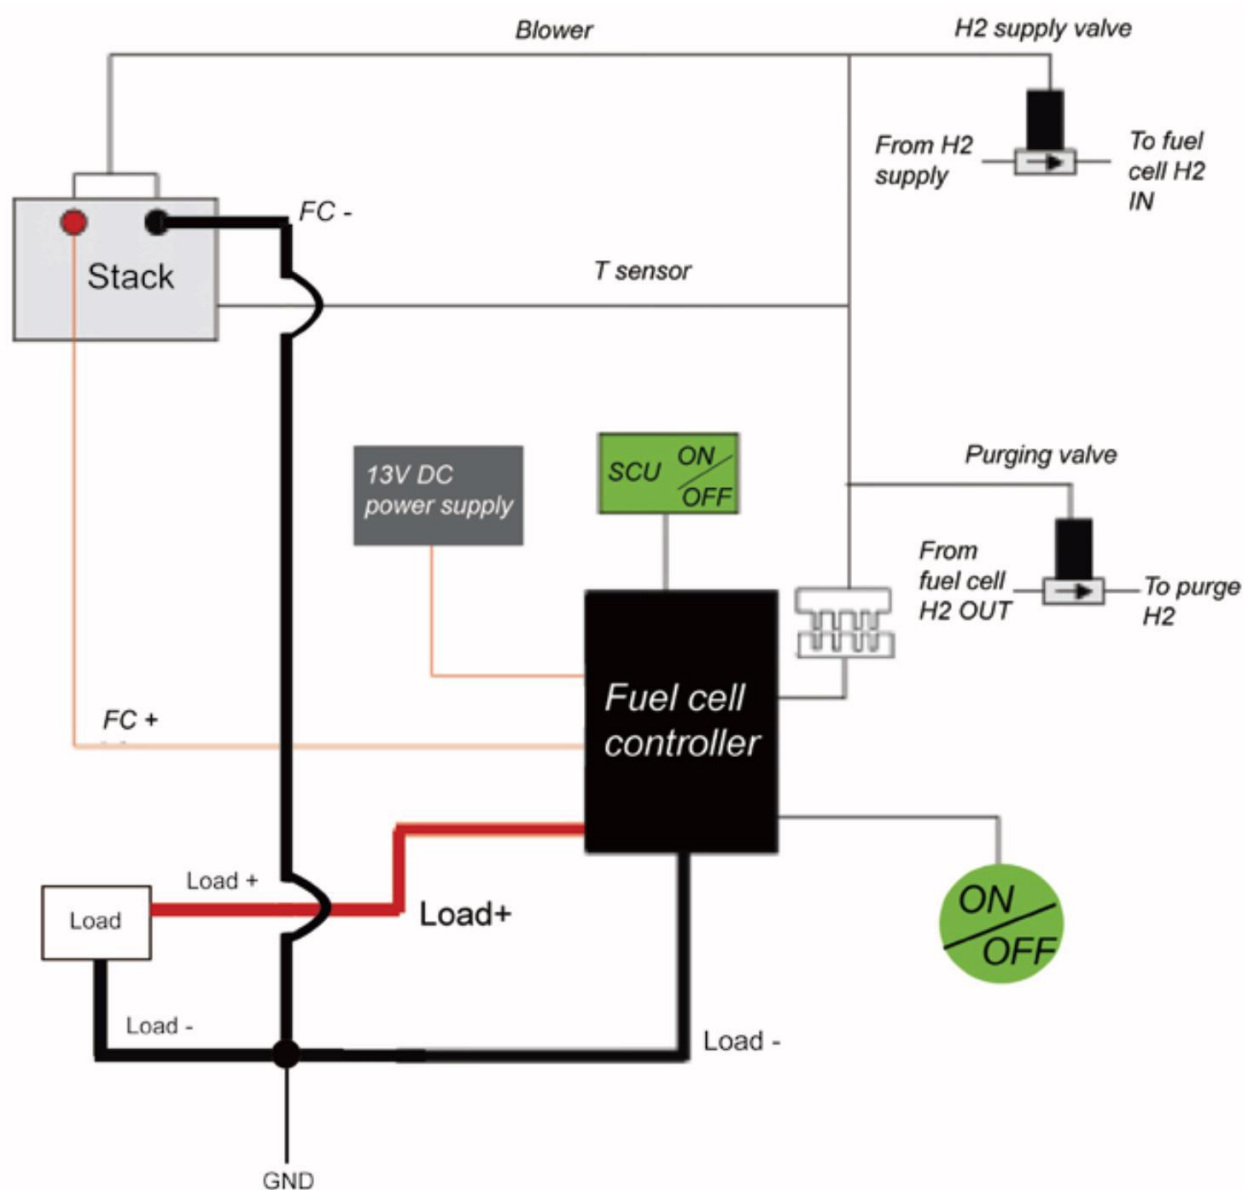 Blower
H2 supply valve
From H2
supply
To fuel
cell H2
IN
FC -
Stack
T sensor
13V DC
power supply
SCU ON
OFF
Purging valve
From
fuel cell
H2 OUT
To purge
H2
Fuel cell
controller
FC +
Load +
Load+
Load
ON
OFF
Load -
Load -
GND